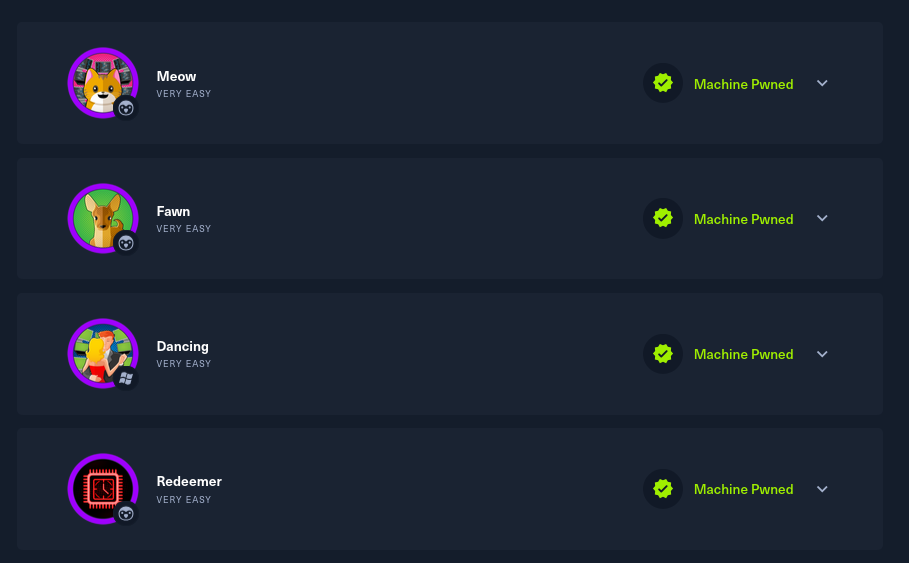 Meow
VERY EASY
Machine Pwned
Fawn
VERY EASY
Machine Pwned
Dancing
VERY EASY
Machine Pwned
Redeemer
VERY EASY
Machine Pwned